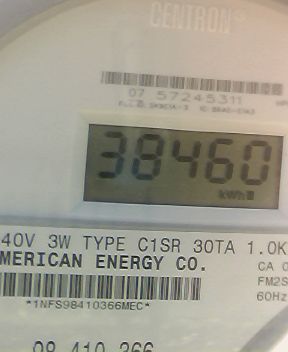 CENTRON
07 57245311
38460
kWh
40V 3W TYPE C1SR 30TA 1.0K
MERICAN ENERGY CO.
CA 0
FM2S
60Hz
*1NFS98410366MEC*
98 410 366